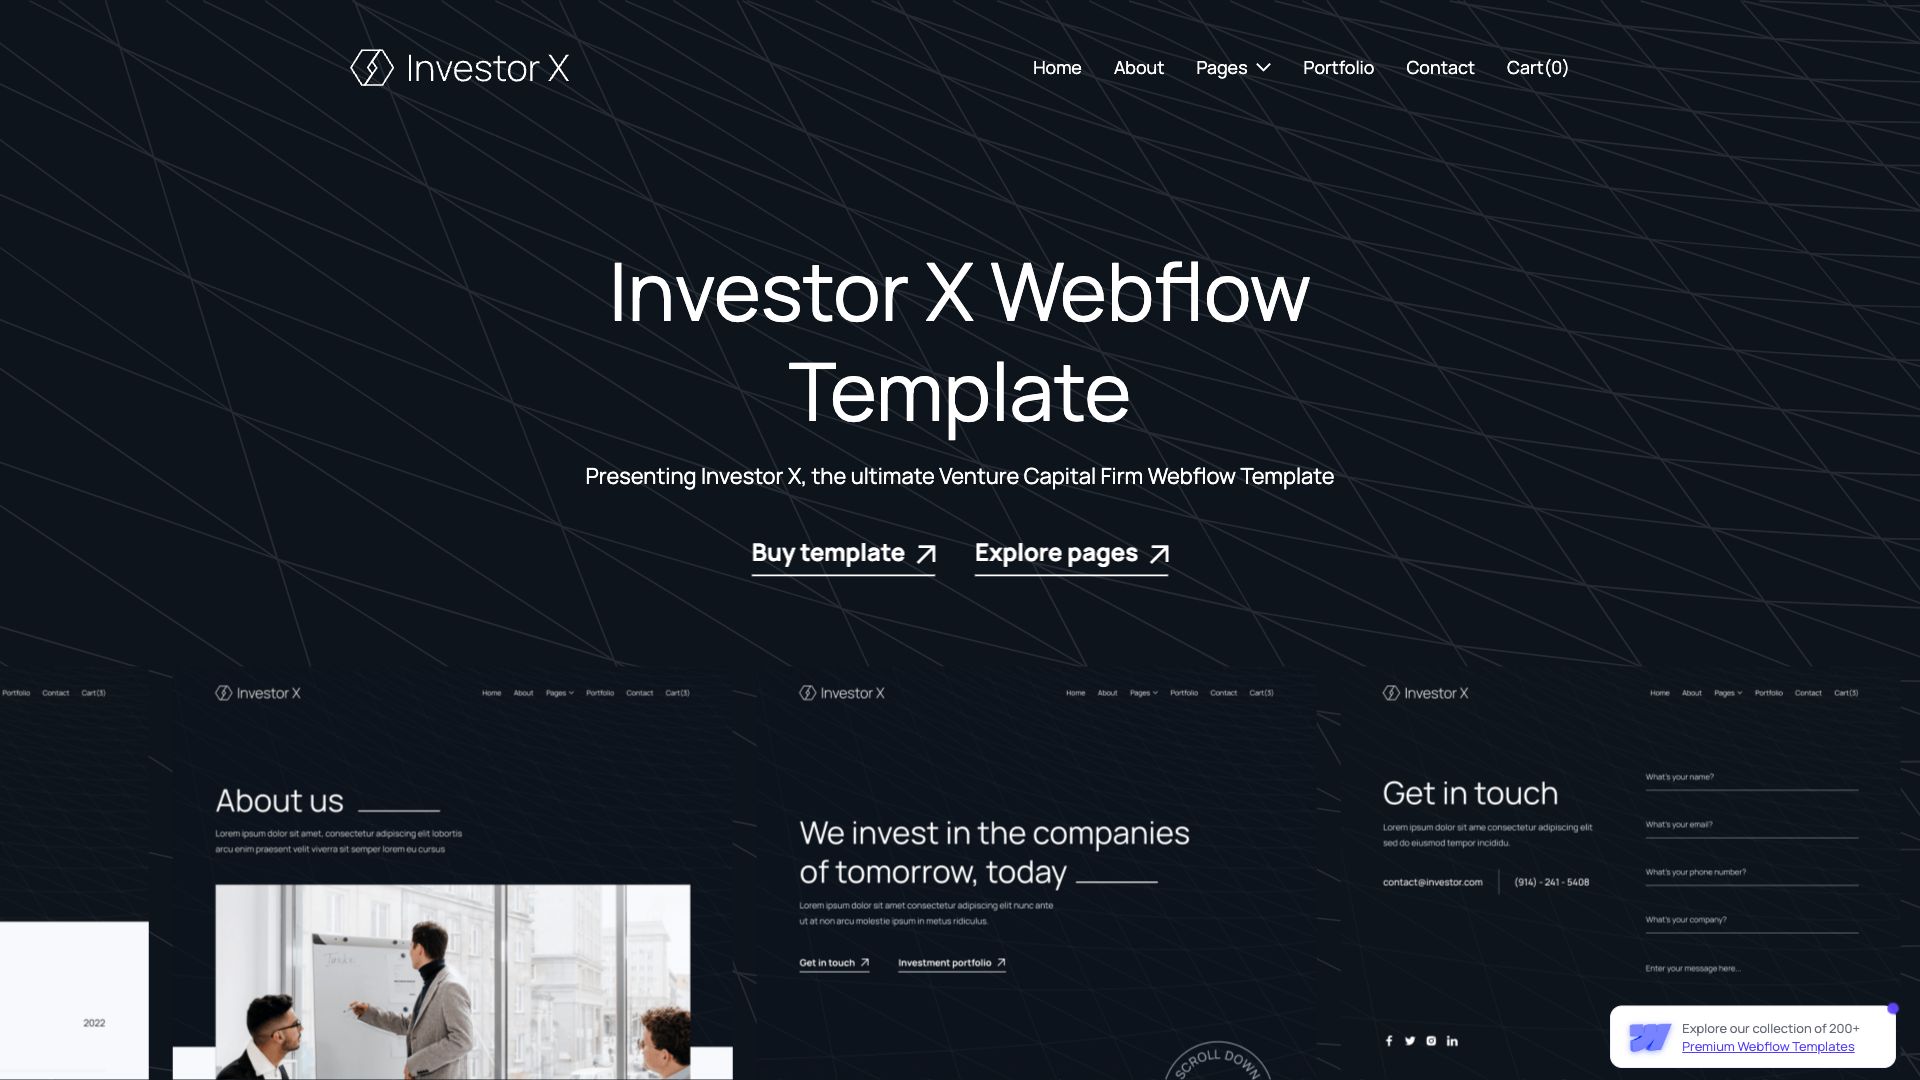 Investor X
Home About Pages Portfolio Contact Cart(0)
Investor X Webflow
Template
Presenting Investor X, the ultimate Venture Capital Firm Webflow Template
Buy template Explore pages
Portfolio Contact Cart(3)
2022
Investor X
Home About Pages Portfolio Contact Cart(3)
About us
Lorem ipsum dolor sit amet, consectetur adipiscing elit lobortis
arcu enim praesent velit viverra sit semper lorem eu cursus
Investor X
Home About Pages Portfolio Contact Cart(3)
We invest in the companies
of tomorrow, today
Lorem ipsum dolor sit amet consectetur adipiscing elit nunc ante
ut at non arcu molestie ipsum in metus ridiculus.
Get in touch Investment portfolio
SCROLL DOWN
Investor X
Home About Pages Portfolio Contact Cart(3)
Get in touch
Lorem ipsum dolor sit ame consectetur adipiscing elit
sed do eiusmod tempor incididu.
contact@investor.com (914) - 241 - 5408
What's your name?
What's your email?
What's your phone number?
What's your company?
Enter your message here...
Explore our collection of 200+
Premium Webflow Templates